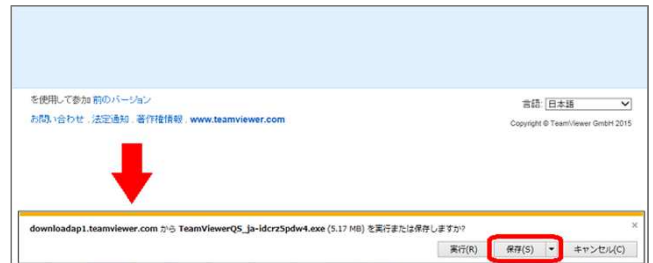 を使用して参加 前のバージョン
言語: 日本語
お問い合わせ , 法定通知 , 著作権情報 , www.teamviewer.com
Copyright © TeamViewer GmbH 2015
downloadap1.teamviewer.com から TeamViewerQS_ja-idcrz5pdw4.exe (5.17 MB) を実行または保存しますか?
×
実行(R) 保存(S) キャンセル(C)